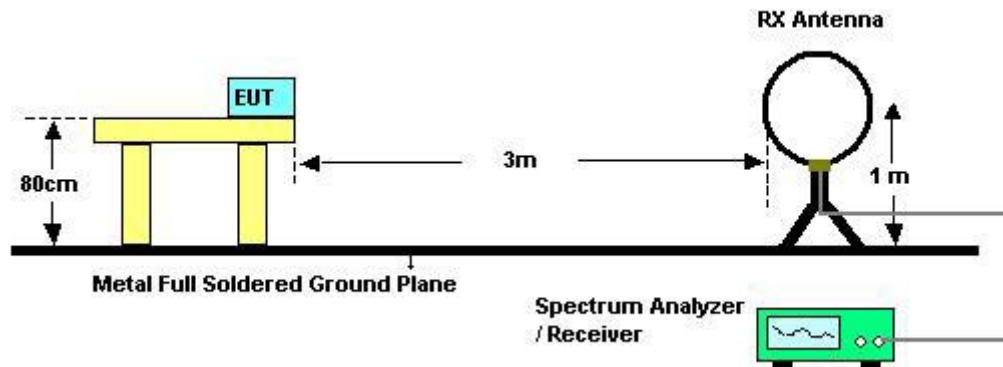 RX Antenna
EUT
3m
80cm
1 m
Metal Full Soldered Ground Plane
Spectrum Analyzer
/ Receiver